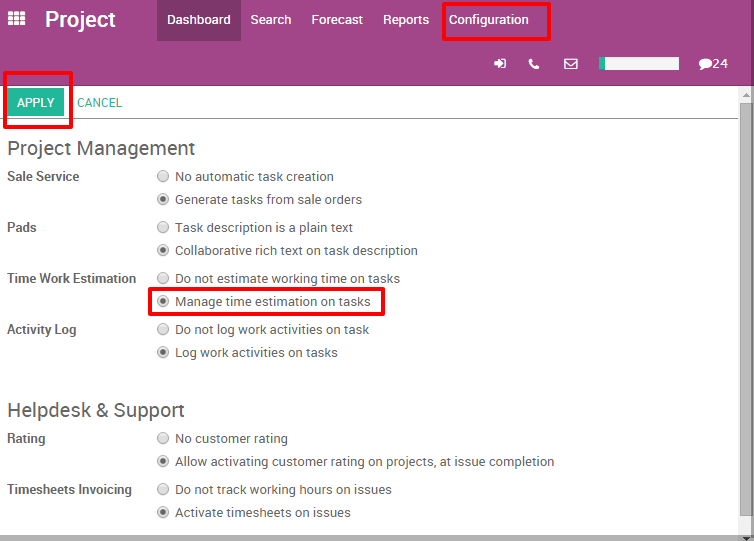 Project Dashboard Search Forecast Reports Configuration
24
APPLY CANCEL
Project Management
Sale Service No automatic task creation
Generate tasks from sale orders
Pads Task description is a plain text
Collaborative rich text on task description
Time Work Estimation Do not estimate working time on tasks
Manage time estimation on tasks
Activity Log Do not log work activities on task
Log work activities on tasks
Helpdesk & Support
Rating No customer rating
Allow activating customer rating on projects, at issue completion
Timesheets Invoicing Do not track working hours on issues
Activate timesheets on issues